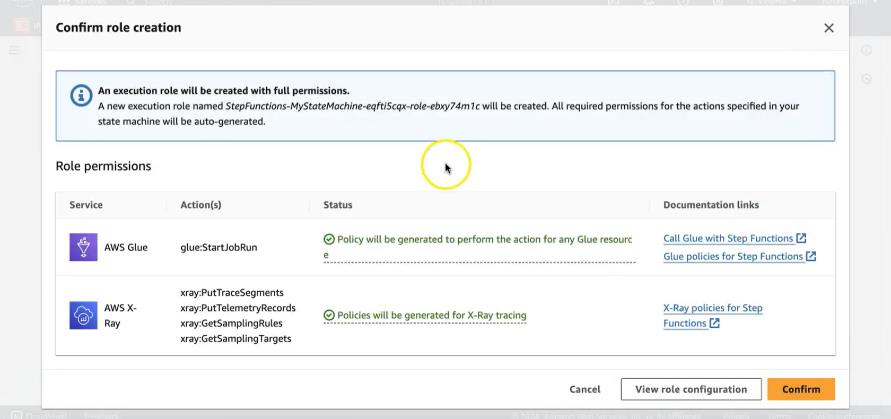 Confirm role creation
An execution role will be created with full permissions.
A new execution role named StepFunctions-MyStateMachine-eqfti5cqx-role-ebxy74m1c will be created. All required permissions for the actions specified in your
state machine will be auto-generated.
Role permissions
Service Action(s) Status Documentation links
AWS Glue glue:StartJobRun Policy will be generated to perform the action for any Glue resourc
e
Call Glue with Step Functions
Glue policies for Step Functions
AWS X-
Ray
xray:PutTraceSegments
xray:PutTelemetryRecords
xray:GetSamplingRules
xray:GetSamplingTargets
Policies will be generated for X-Ray tracing
X-Ray policies for Step
Functions
Cancel View role configuration Confirm